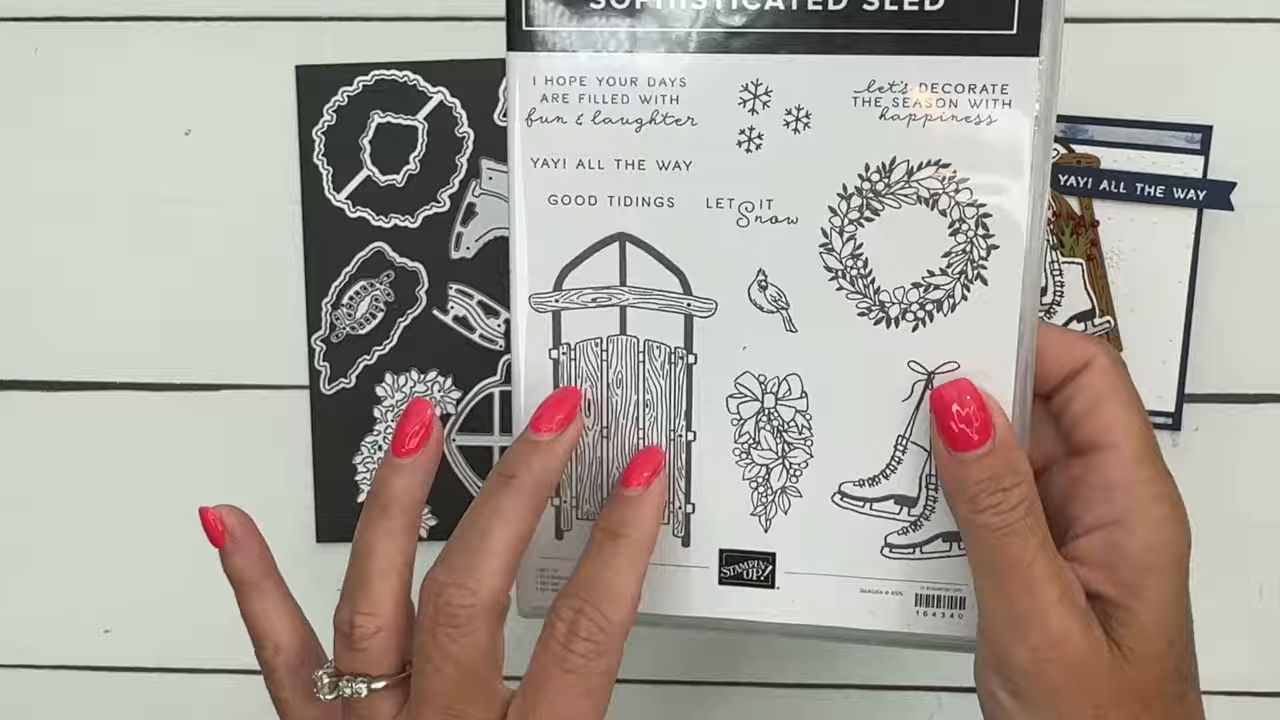 SOPHISTICATED SLED
I HOPE YOUR DAYS
ARE FILLED WITH
fun & laughter
let's DECORATE
THE SEASON WITH
happiness
YAY! ALL THE WAY
GOOD TIDINGS
LET IT
Snow
YAY! ALL THE WAY
STAMPIN'
UP!
164340